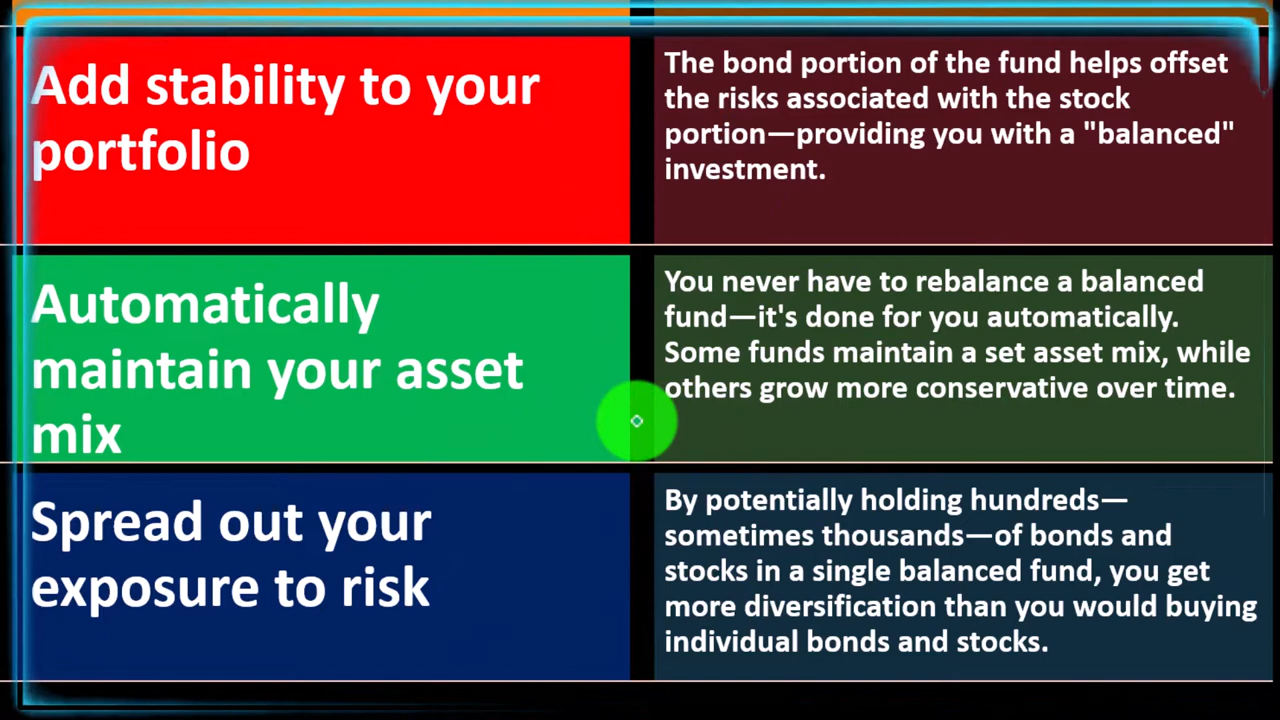 Add stability to your
portfolio
The bond portion of the fund helps offset
the risks associated with the stock
portion—providing you with a "balanced"
investment.
Automatically
maintain your asset
mix
You never have to rebalance a balanced
fund—it's done for you automatically.
Some funds maintain a set asset mix, while
others grow more conservative over time.
Spread out your
exposure to risk
By potentially holding hundreds—
sometimes thousands—of bonds and
stocks in a single balanced fund, you get
more diversification than you would buying
individual bonds and stocks.